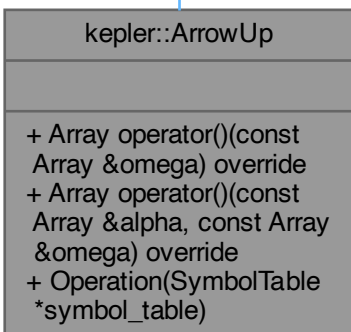 kepler::ArrowUp
+ Array operator()(const
Array &omega) override
+ Array operator()(const
Array &alpha, const Array
&omega) override
+ Operation(SymbolTable
*symbol_table)